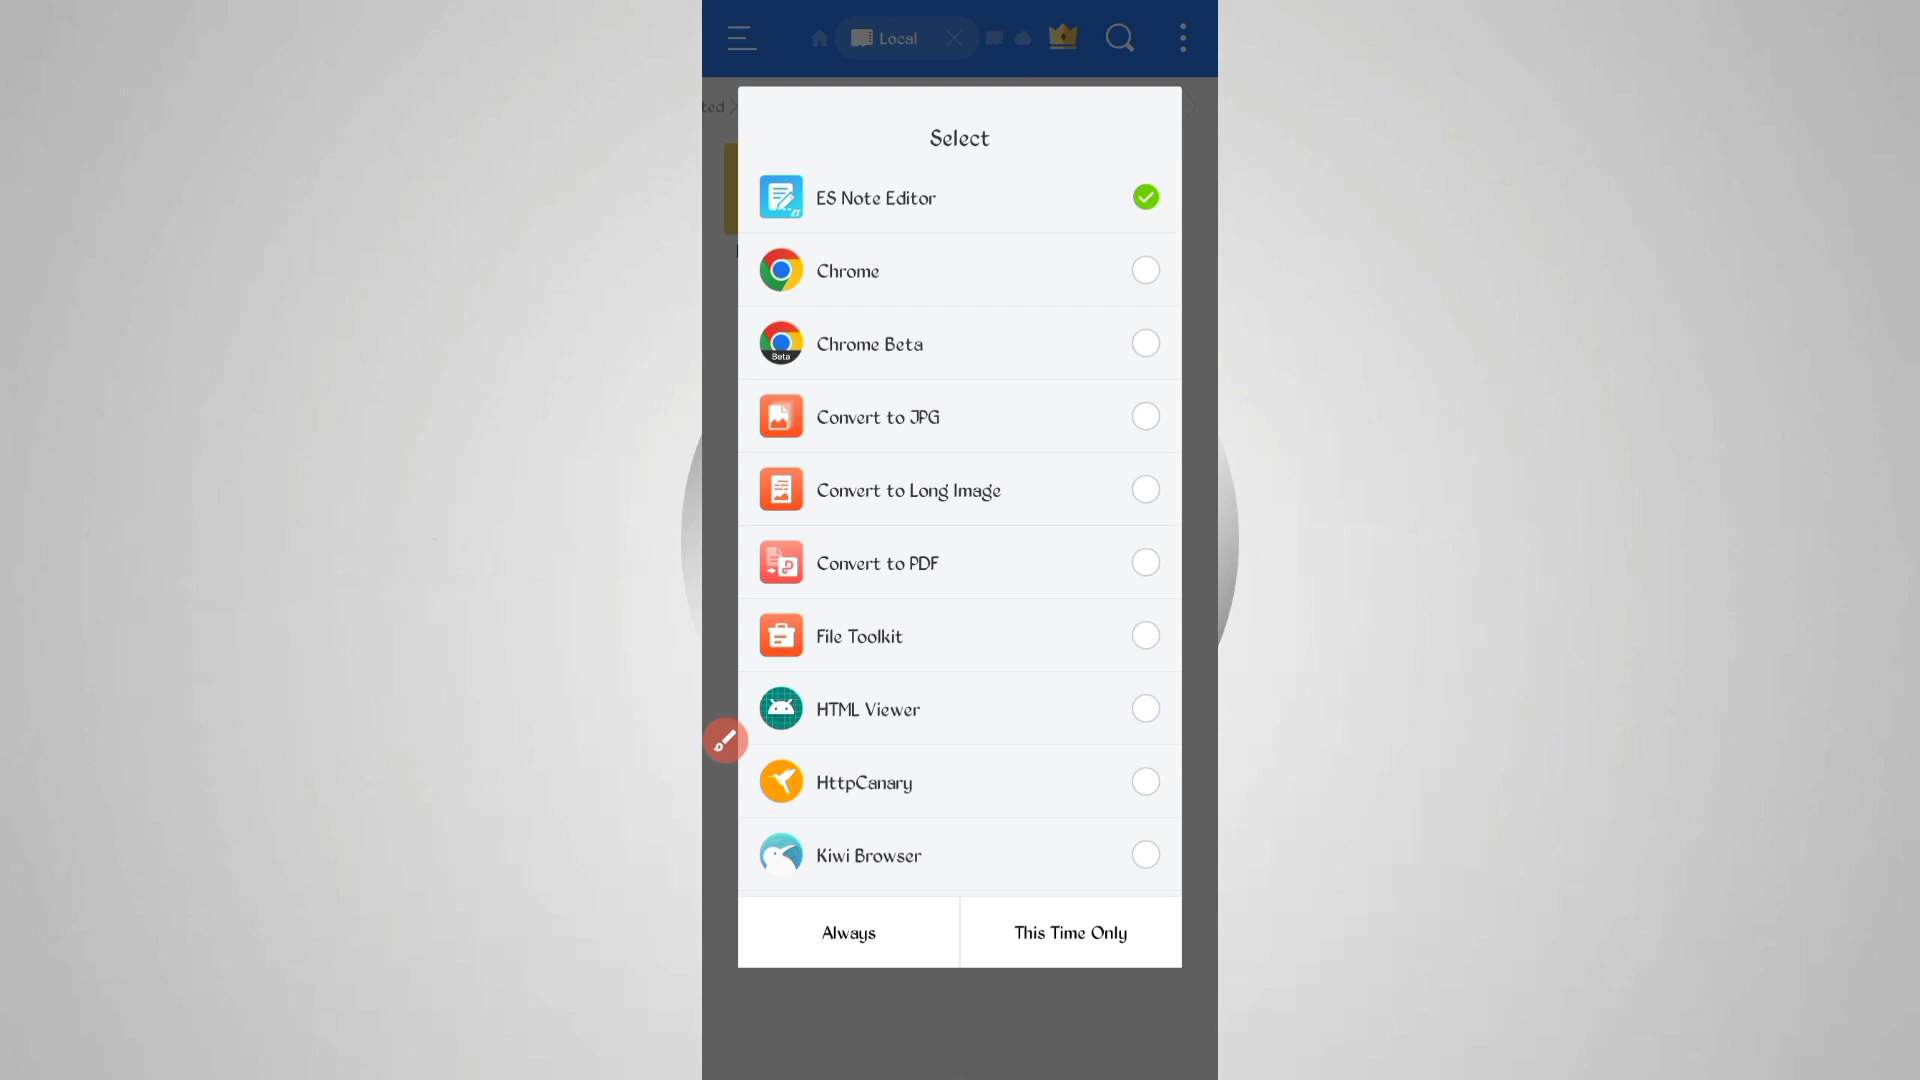 Local
ted
Select
ES Note Editor
Chrome
Beta
Chrome Beta
Convert to JPG
Convert to Long Image
Convert to PDF
File Toolkit
HTML Viewer
HttpCanary
Kiwi Browser
Always
This Time Only